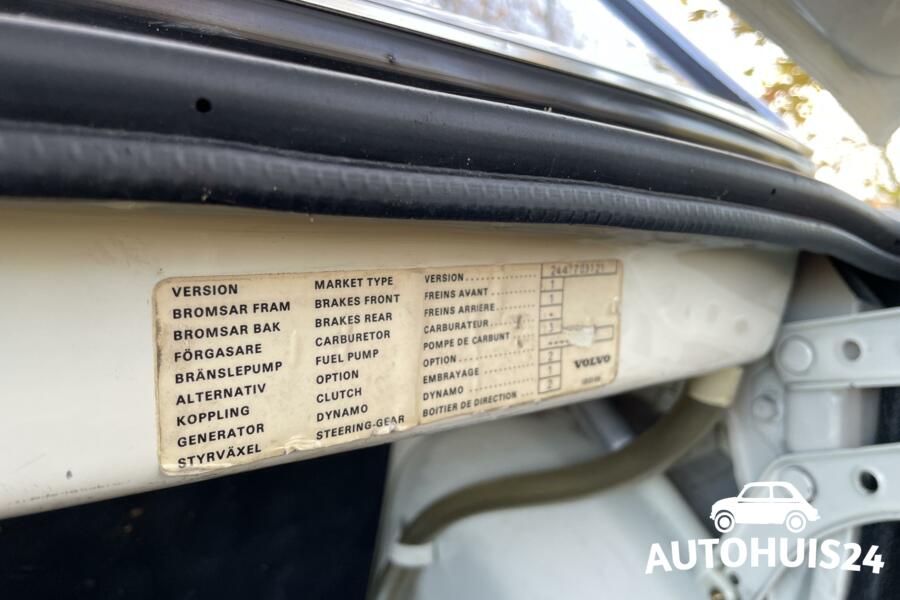 VERSION
BROMSAR FRAM
BROMSAR BAK
FÖRGASARE
BRÄNSLEPUMP
ALTERNATIV
KOPPLING
GENERATOR
STYRVÄXEL
MARKET TYPE
BRAKES FRONT
BRAKES REAR
CARBURETOR
FUEL PUMP
OPTION
CLUTCH
DYNAMO
STEERING-GEAR
VERSION
FREINS AVANT
FREINS ARRIERE
CARBURATEUR
POMPE DE CARBUNT
OPTION
EMBRAYAGE
DYNAMO
BOITIER DE DIRECTION
1
1
3
2
1
2
VOLVO
AUTOHUIS24